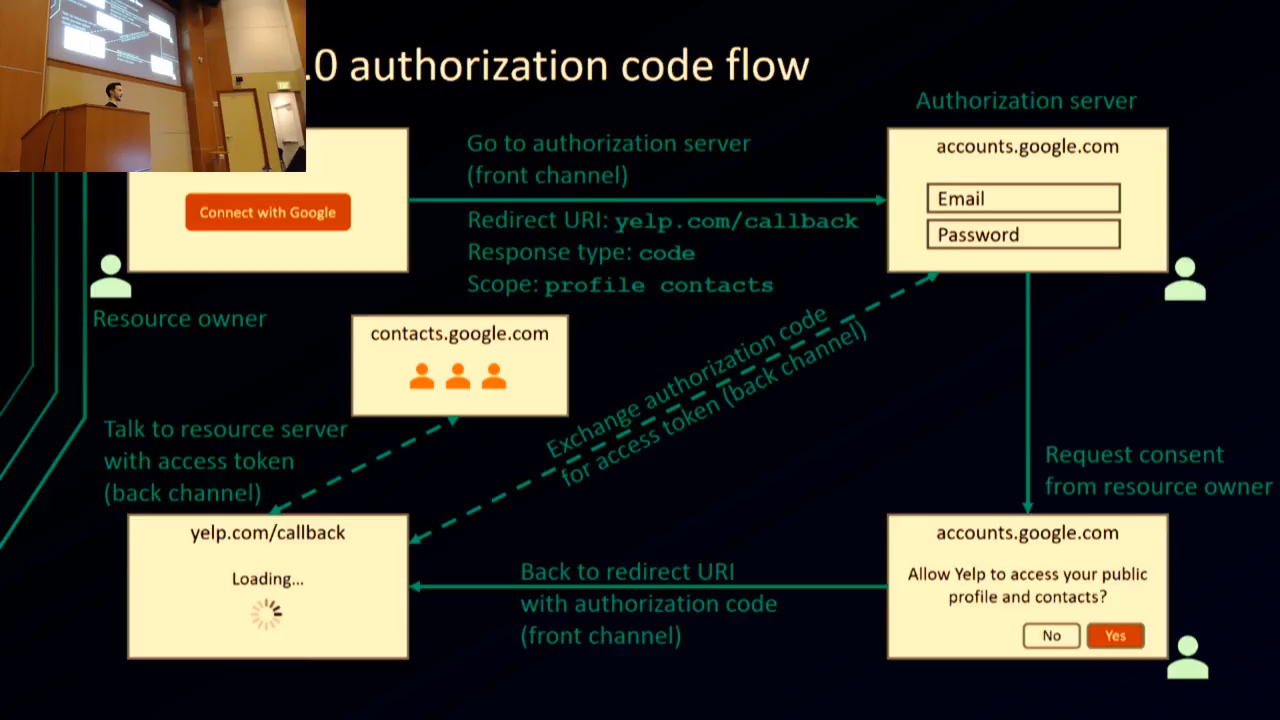 .0 authorization code flow
Authorization server
Connect with Google
Resource owner
Go to authorization server
(front channel)
Redirect URI: yelp.com/callback
Response type: code
Scope: profile contacts
accounts.google.com
Email
Password
contacts.google.com
Exchange authorization code
for access token (back channel)
Talk to resource server
with access token
(back channel)
Request consent
from resource owner
yelp.com/callback
Loading...
Back to redirect URI
with authorization code
(front channel)
accounts.google.com
Allow Yelp to access your public
profile and contacts?
No
Yes